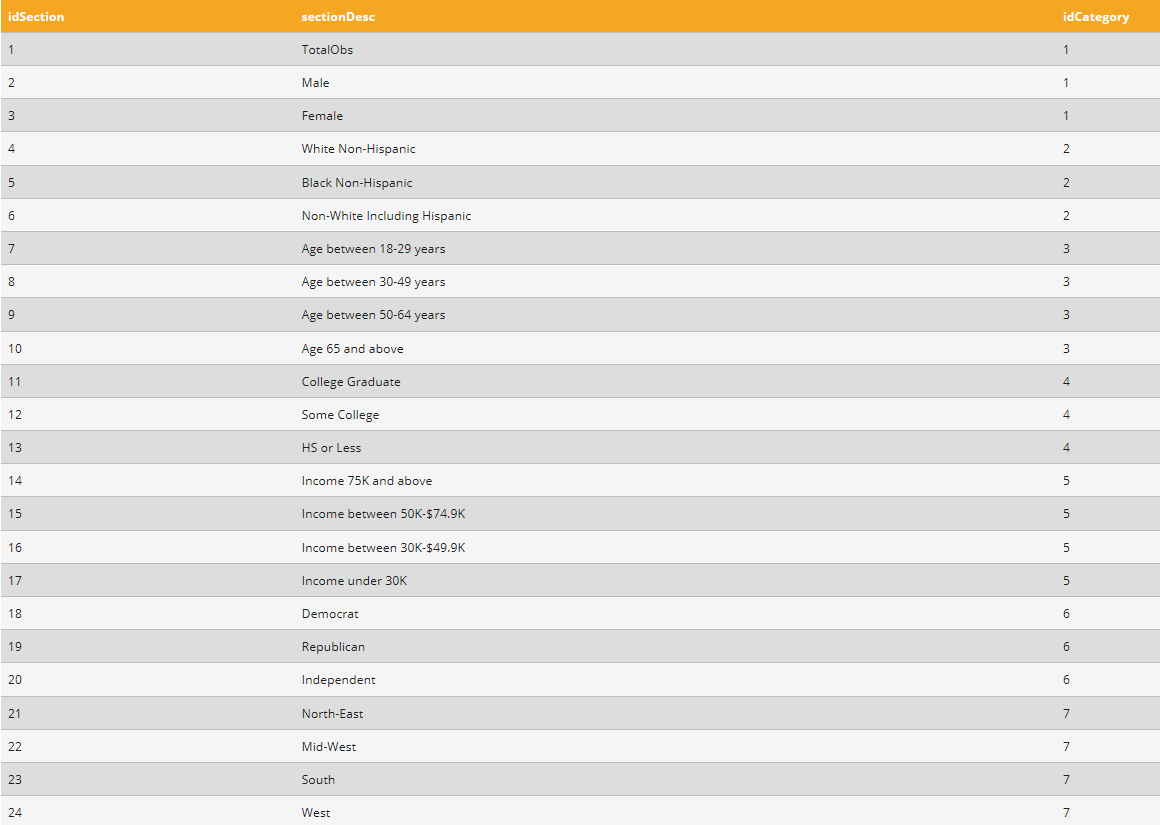 idSection sectionDesc idCategory
1 TotalObs 1
2 Male 1
3 Female 1
4 White Non-Hispanic 2
5 Black Non-Hispanic 2
6 Non-White Including Hispanic 2
7 Age between 18-29 years 3
8 Age between 30-49 years 3
9 Age between 50-64 years 3
10 Age 65 and above 3
11 College Graduate 4
12 Some College 4
13 HS or Less 4
14 Income 75K and above 5
15 Income between 50K-$74.9K 5
16 Income between 30K-$49.9K 5
17 Income under 30K 5
18 Democrat 6
19 Republican 6
20 Independent 6
21 North-East 7
22 Mid-West 7
23 South 7
24 West 7